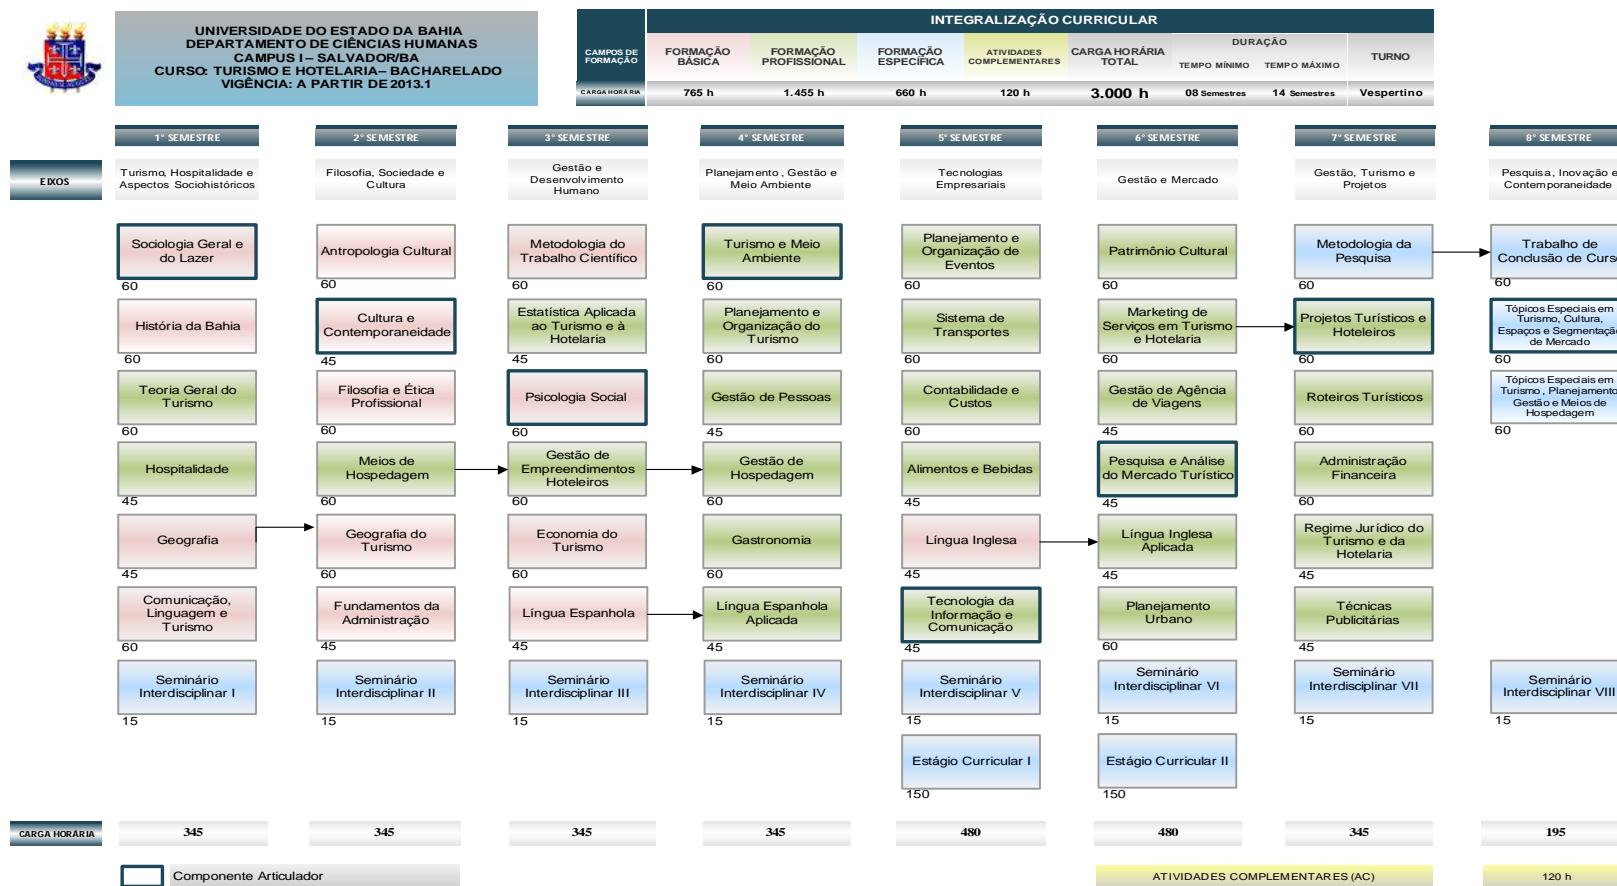 UNIVERSIDADE DO ESTADO DA BAHIA
DEPARTAMENTO DE CIÊNCIAS HUMANAS
CAMPUS I – SALVADOR/BA
CURSO: TURISMO E HOTELARIA– BACHARELADO
VIGÊNCIA: A PARTIR DE 2013.1
INTEGRALIZAÇÃO CURRICULAR
CAMPOS DE
FORMAÇÃO
FORMAÇÃO
BÁSICA
FORMAÇÃO
PROFISSIONAL
FORMAÇÃO
ESPECÍFICA
ATIVIDADES
COMPLEMENTARES
CARGA HORÁRIA
TOTAL
DURAÇÃO
TEMPO MÍNIMO
TEMPO MÁXIMO
TURNO
CARGA HORÁRIA
765 h
1.455 h
660 h
120 h
3.000 h
08 Semestres
14 Semestres
Vespertino
1° SEMESTRE
2° SEMESTRE
3° SEMESTRE
4° SEMESTRE
5° SEMESTRE
6° SEMESTRE
7° SEMESTRE
8° SEMESTRE
EIXOS
Turismo, Hospitalidade e
Aspectos Sociohistóricos
Filosofia, Sociedade e
Cultura
Gestão e
Desenvolvimento
Humano
Planejamento , Gestão e
Meio Ambiente
Tecnologias
Empresariais
Gestão e Mercado
Gestão, Turismo e
Projetos
Pesquisa, Inovação e
Contemporaneidade
Sociologia Geral e
do Lazer
60
Antropologia Cultural
60
Metodologia do
Trabalho Científico
60
Turismo e Meio
Ambiente
60
Planejamento e
Organização de
Eventos
60
Patrimônio Cultural
60
Metodologia da
Pesquisa
60
Trabalho de
Conclusão de Curso
60
História da Bahia
60
Cultura e
Contemporaneidade
45
Estatística Aplicada
ao Turismo e à
Hotelaria
45
Planejamento e
Organização do
Turismo
60
Sistema de
Transportes
60
Marketing de
Serviços em Turismo
e Hotelaria
60
Projetos Turísticos e
Hoteleiros
60
Tópicos Especiais em
Turismo, Cultura,
Espaços e Segmentação
de Mercado
60
Teoria Geral do
Turismo
60
Filosofia e Ética
Profissional
60
Psicologia Social
60
Gestão de Pessoas
45
Contabilidade e
Custos
60
Gestão de Agência
de Viagens
45
Roteiros Turísticos
60
Tópicos Especiais em
Turismo , Planejamento
Gestão e Meios de
Hospedagem
60
Hospitalidade
45
Meios de
Hospedagem
60
Gestão de
Empreendimentos
Hoteleiros
60
Gestão de
Hospedagem
60
Alimentos e Bebidas
45
Pesquisa e Análise
do Mercado Turístico
45
Administração
Financeira
60
Geografia
45
Geografia do
Turismo
60
Economia do
Turismo
60
Gastronomia
60
Língua Inglesa
45
Língua Inglesa
Aplicada
45
Regime Jurídico do
Turismo e da
Hotelaria
45
Comunicação,
Linguagem e
Turismo
60
Fundamentos da
Administração
45
Língua Espanhola
45
Língua Espanhola
Aplicada
45
Tecnologia da
Informação e
Comunicação
45
Planejamento
Urbano
60
Técnicas
Publicitárias
45
Seminário
Interdisciplinar I
15
Seminário
Interdisciplinar II
15
Seminário
Interdisciplinar III
15
Seminário
Interdisciplinar IV
15
Seminário
Interdisciplinar V
15
Seminário
Interdisciplinar VI
15
Seminário
Interdisciplinar VII
15
Seminário
Interdisciplinar VIII
15
Estágio Curricular I
150
Estágio Curricular II
150
CARGA HORÁRIA
345
345
345
345
480
480
345
195
Componente Articulador
ATIVIDADES COMPLEMENTARES (AC)
120 h